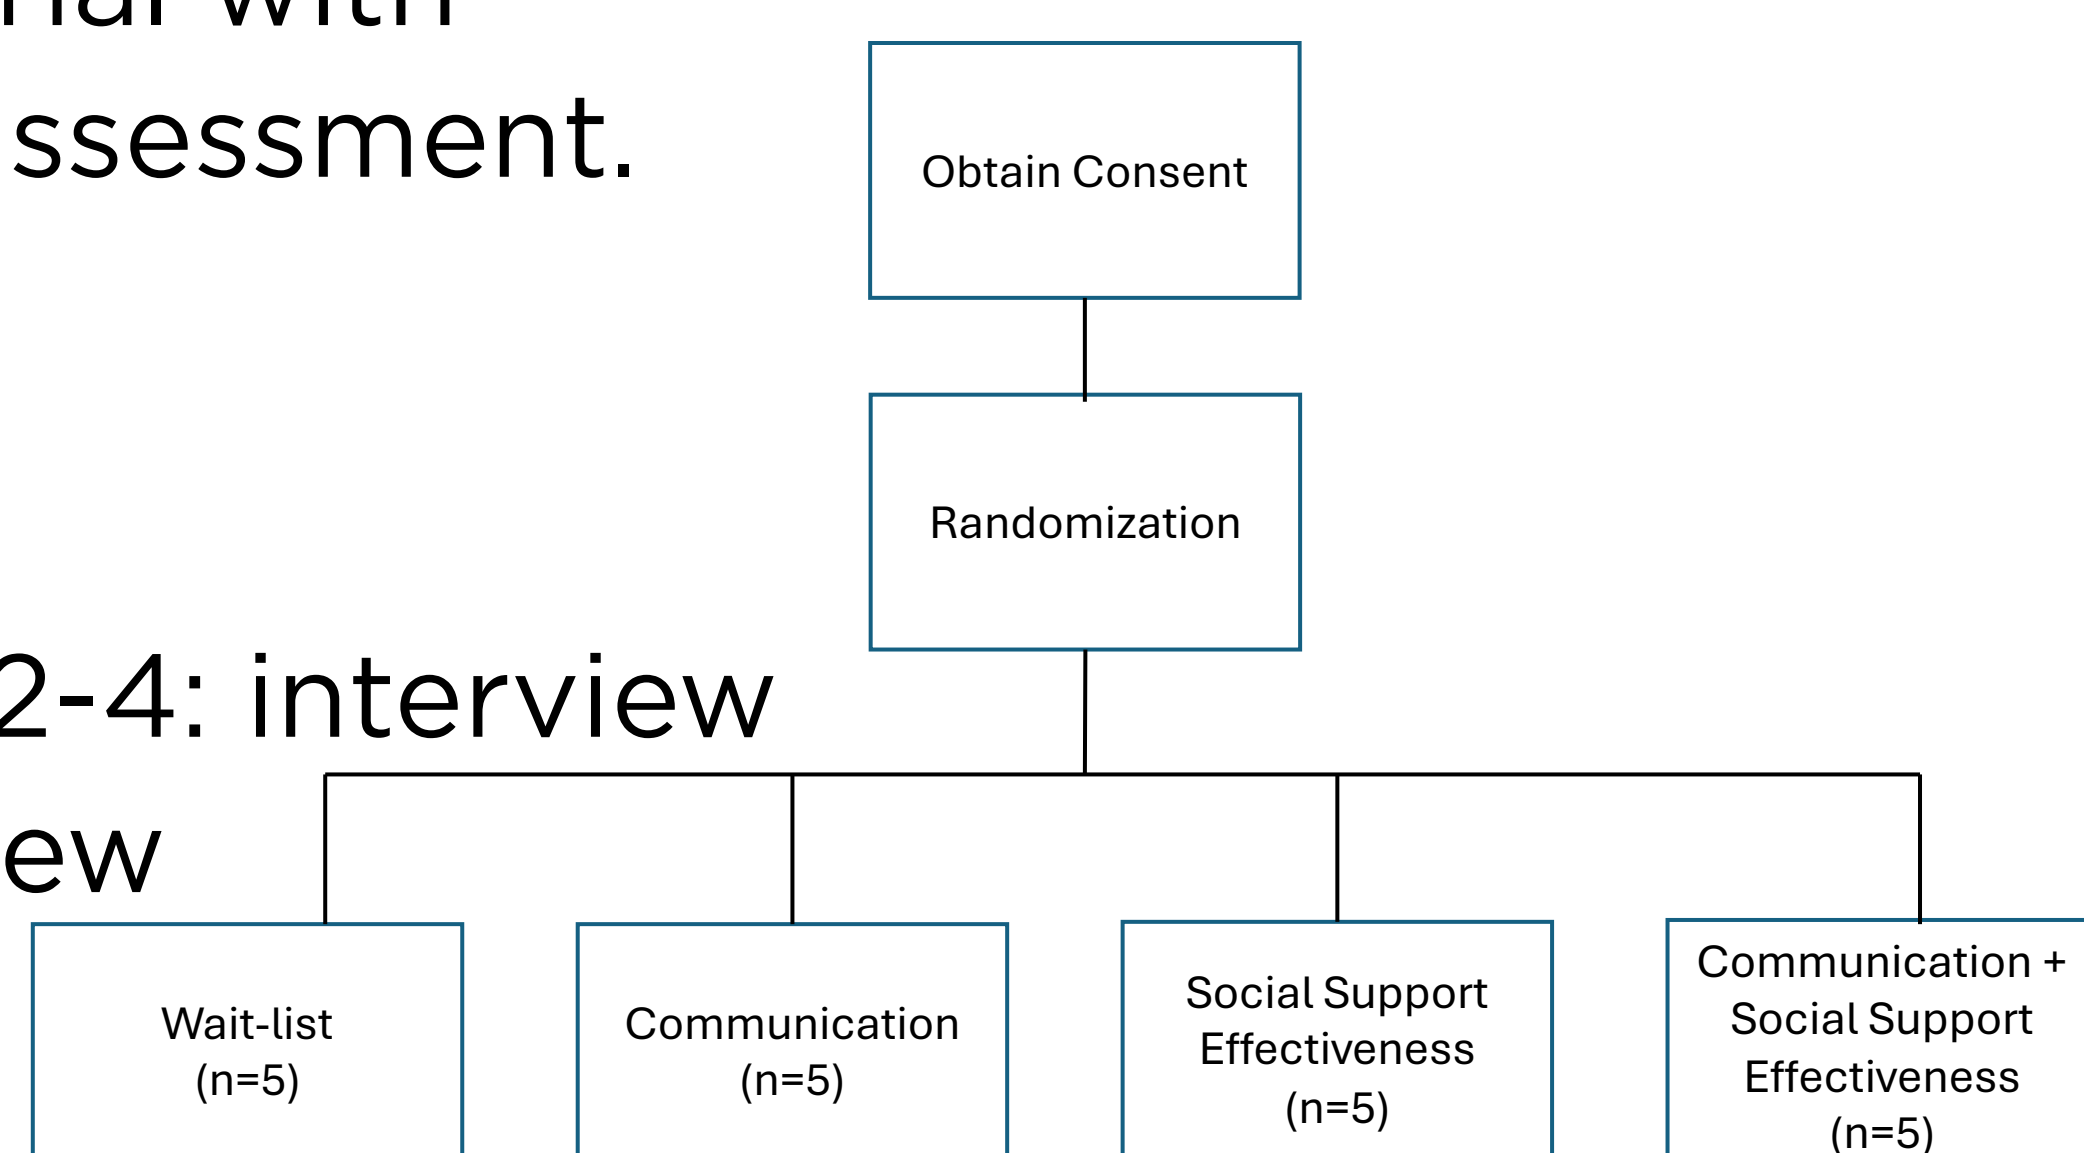 with
ssessment.
Obtain Consent
Randomization
2-4: interview
ew
Wait-list
(n=5)
Communication
(n=5)
Social Support
Effectiveness
(n=5)
Communication +
Social Support
Effectiveness
(n=5)